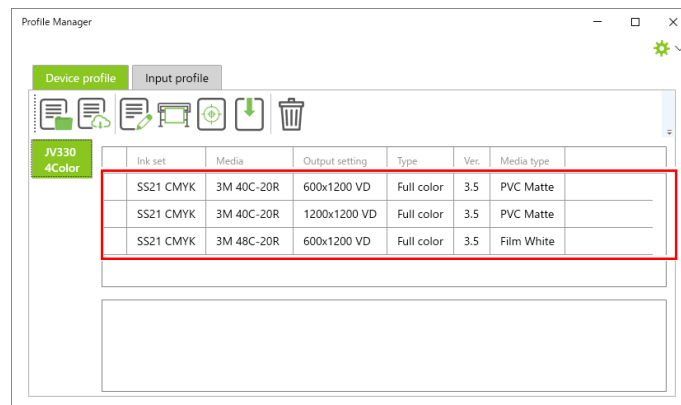 Profile Manager
Device profile Input profile
JV330
4Color
Ink set Media Output setting Type Ver. Media type
SS21 CMYK 3M 40C-20R 600x1200 VD Full color 3.5 PVC Matte
SS21 CMYK 3M 40C-20R 1200x1200 VD Full color 3.5 PVC Matte
SS21 CMYK 3M 48C-20R 600x1200 VD Full color 3.5 Film White